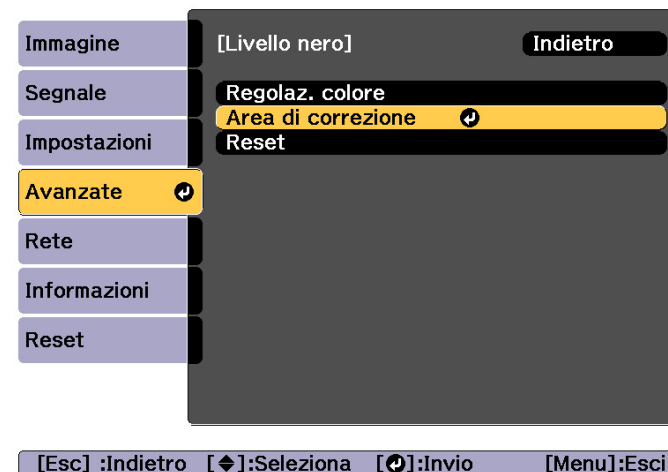 Immagine
Segnale
Impostazioni
Avanzate
Rete
Informazioni
Reset
[Livello nero] Indietro
Regolaz. colore
Area di correzione
Reset
[Esc] :Indietro [◆]:Seleziona [↵]:Invio [Menu]:Esci